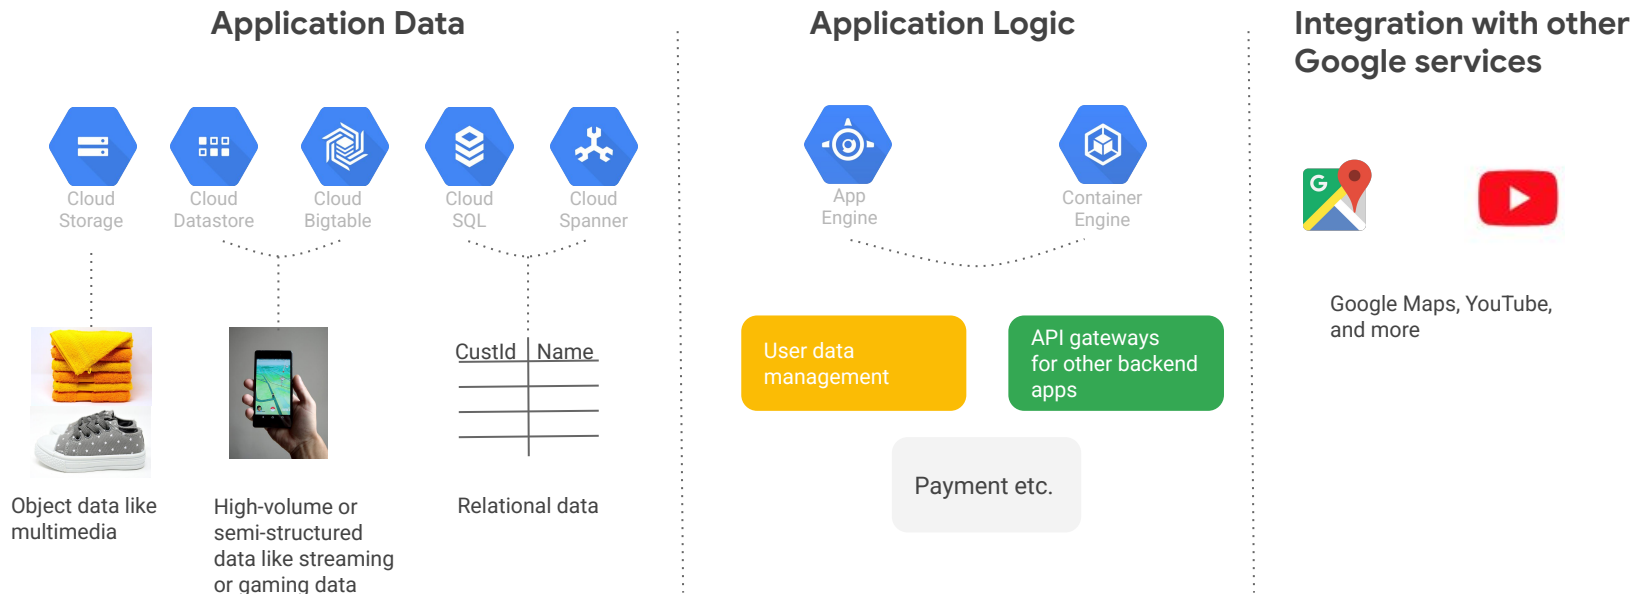 Application Data
Application Logic
Integration with other
Google services
Cloud
Storage
Cloud
Datastore
Cloud
Bigtable
Cloud
SQL
Cloud
Spanner
App
Engine
Container
Engine
G
CustId Name
Object data like
multimedia
High-volume or
semi-structured
data like streaming
or gaming data
Relational data
User data
management
API gateways
for other backend
apps
Payment etc.
Google Maps, YouTube,
and more